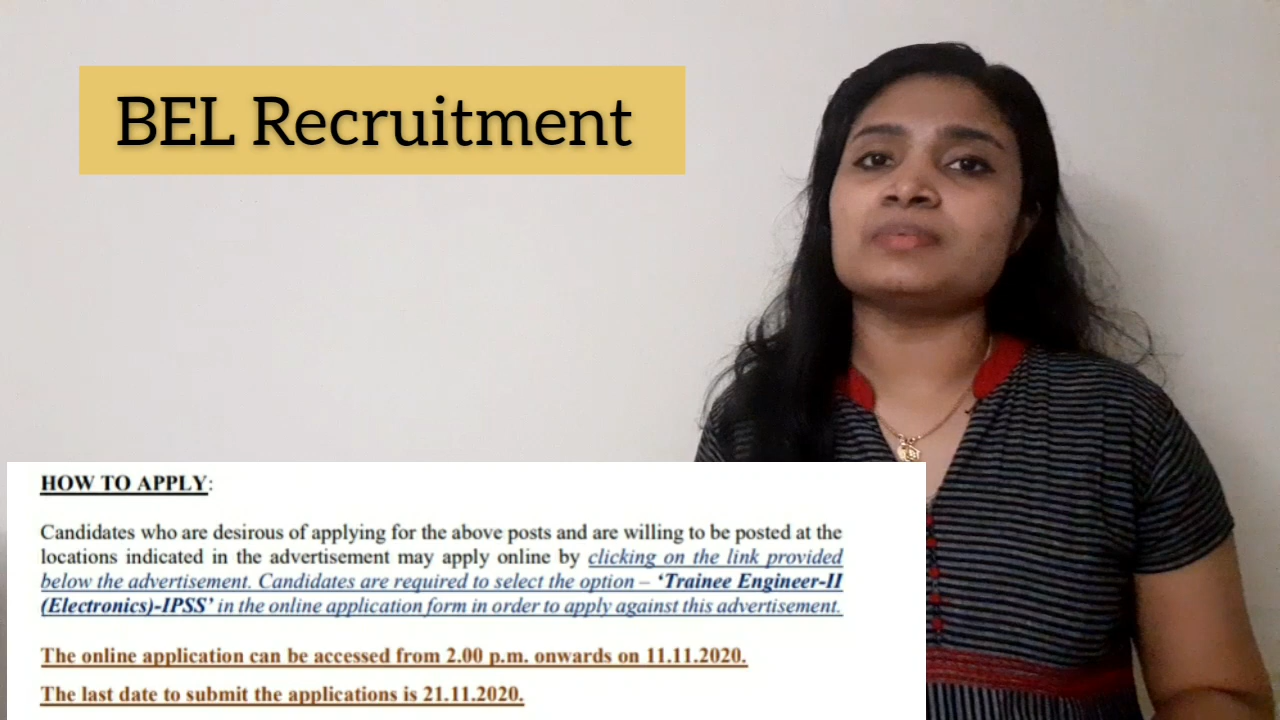 BEL Recruitment
HOW TO APPLY:
Candidates who are desirous of applying for the above posts and are willing to be posted at the
locations indicated in the advertisement may apply online by clicking on the link provided
below the advertisement. Candidates are required to select the option – ‘Trainee Engineer-II
(Electronics)-IPSS’ in the online application form in order to apply against this advertisement.
The online application can be accessed from 2.00 p.m. onwards on 11.11.2020.
The last date to submit the applications is 21.11.2020.